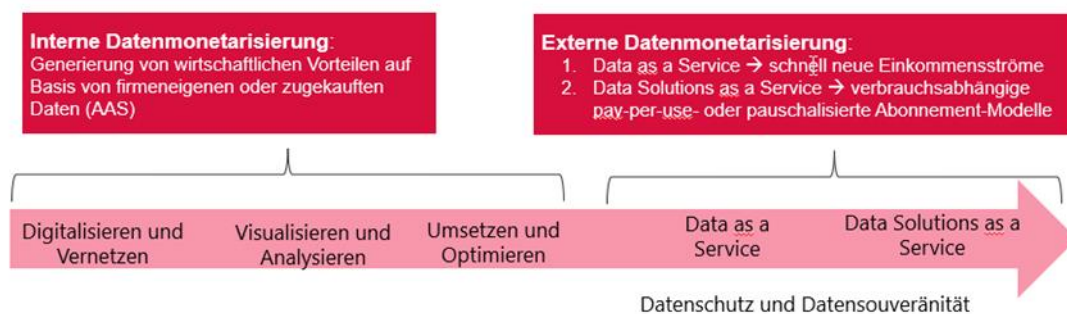 Interne Datenmonetarisierung:
Generierung von wirtschaftlichen Vorteilen auf
Basis von firmeneigenen oder zugekauften
Daten (AAS)
Externe Datenmonetarisierung:
1. Data as a Service → schnell neue Einkommensströme
2. Data Solutions as a Service → verbrauchsabhängige
pay-per-use- oder pauschalisierte Abonnement-Modelle
Digitalisieren und
Vernetzen
Visualisieren und
Analysieren
Umsetzen und
Optimieren
Data as a
Service
Data Solutions as a
Service
Datenschutz und Datensouveränität